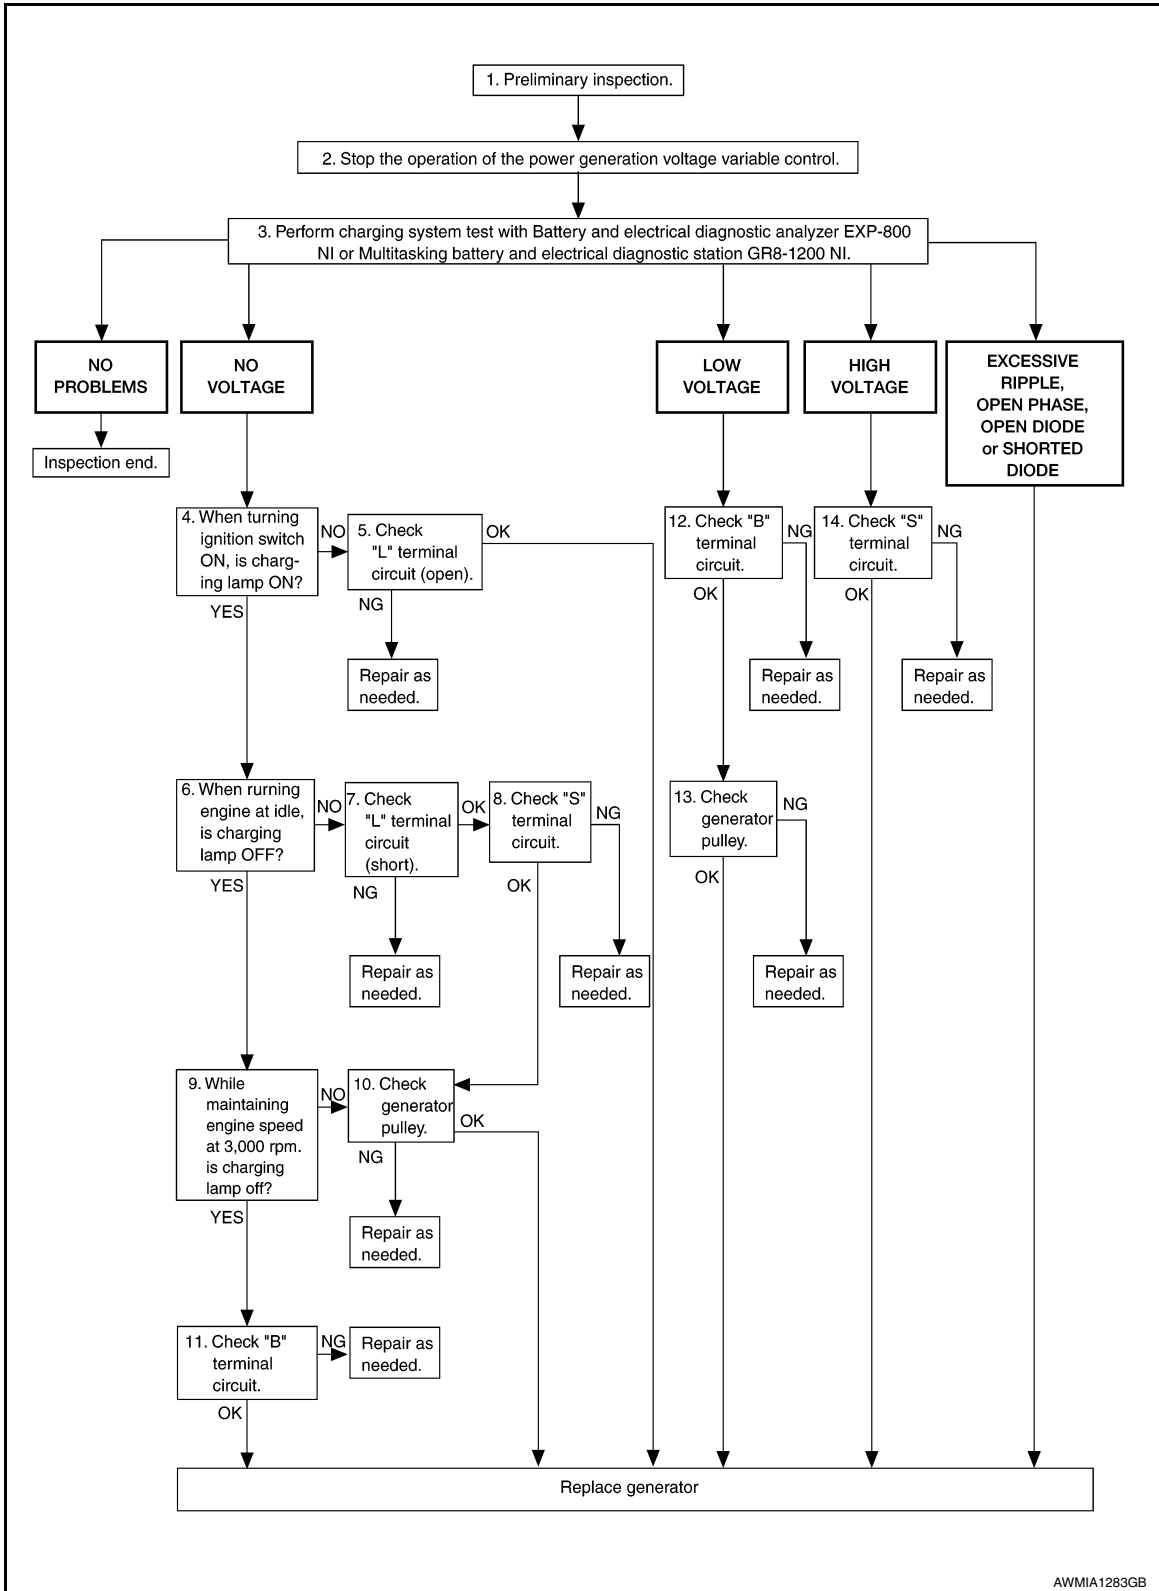 1. Preliminary inspection.
2. Stop the operation of the power generation voltage variable control.
3. Perform charging system test with Battery and electrical diagnostic analyzer EXP-800
NI or Multitasking battery and electrical diagnostic station GR8-1200 NI.
NO
PROBLEMS
NO
VOLTAGE
LOW
VOLTAGE
HIGH
VOLTAGE
EXCESSIVE
RIPPLE,
OPEN PHASE,
OPEN DIODE
or SHORTED
DIODE
Inspection end.
4. When turning
ignition switch
ON, is charg-
ing lamp ON?
NO
YES
5. Check
"L" terminal
circuit (open).
OK
NG
Repair as
needed.
12. Check "B"
terminal
circuit.
NG
OK
Repair as
needed.
14. Check "S"
terminal
circuit.
NG
OK
Repair as
needed.
6. When rurning
engine at idle,
is charging
lamp OFF?
NO
YES
7. Check
"L" terminal
circuit
(short).
OK
NG
Repair as
needed.
8. Check "S"
terminal
circuit.
NG
OK
Repair as
needed.
13. Check
generator
pulley.
NG
OK
Repair as
needed.
9. While
maintaining
engine speed
at 3,000 rpm.
is charging
lamp off?
NO
YES
10. Check
generator
pulley.
OK
NG
Repair as
needed.
11. Check "B"
terminal
circuit.
NG
OK
Repair as
needed.
Replace generator
AWMIA1283GB